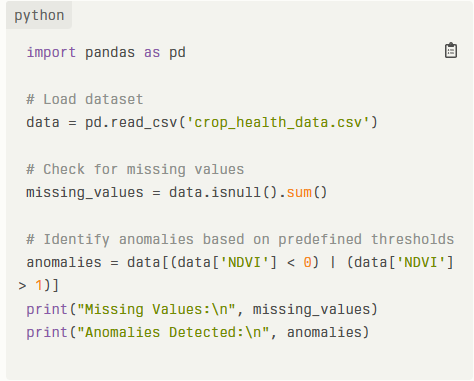 python
import pandas as pd
# Load dataset
data = pd.read_csv('crop_health_data.csv')
# Check for missing values
missing_values = data.isnull().sum()
# Identify anomalies based on predefined thresholds
anomalies = data[(data['NDVI'] < 0) | (data['NDVI']
> 1)]
print("Missing Values:\n", missing_values)
print("Anomalies Detected:\n", anomalies)